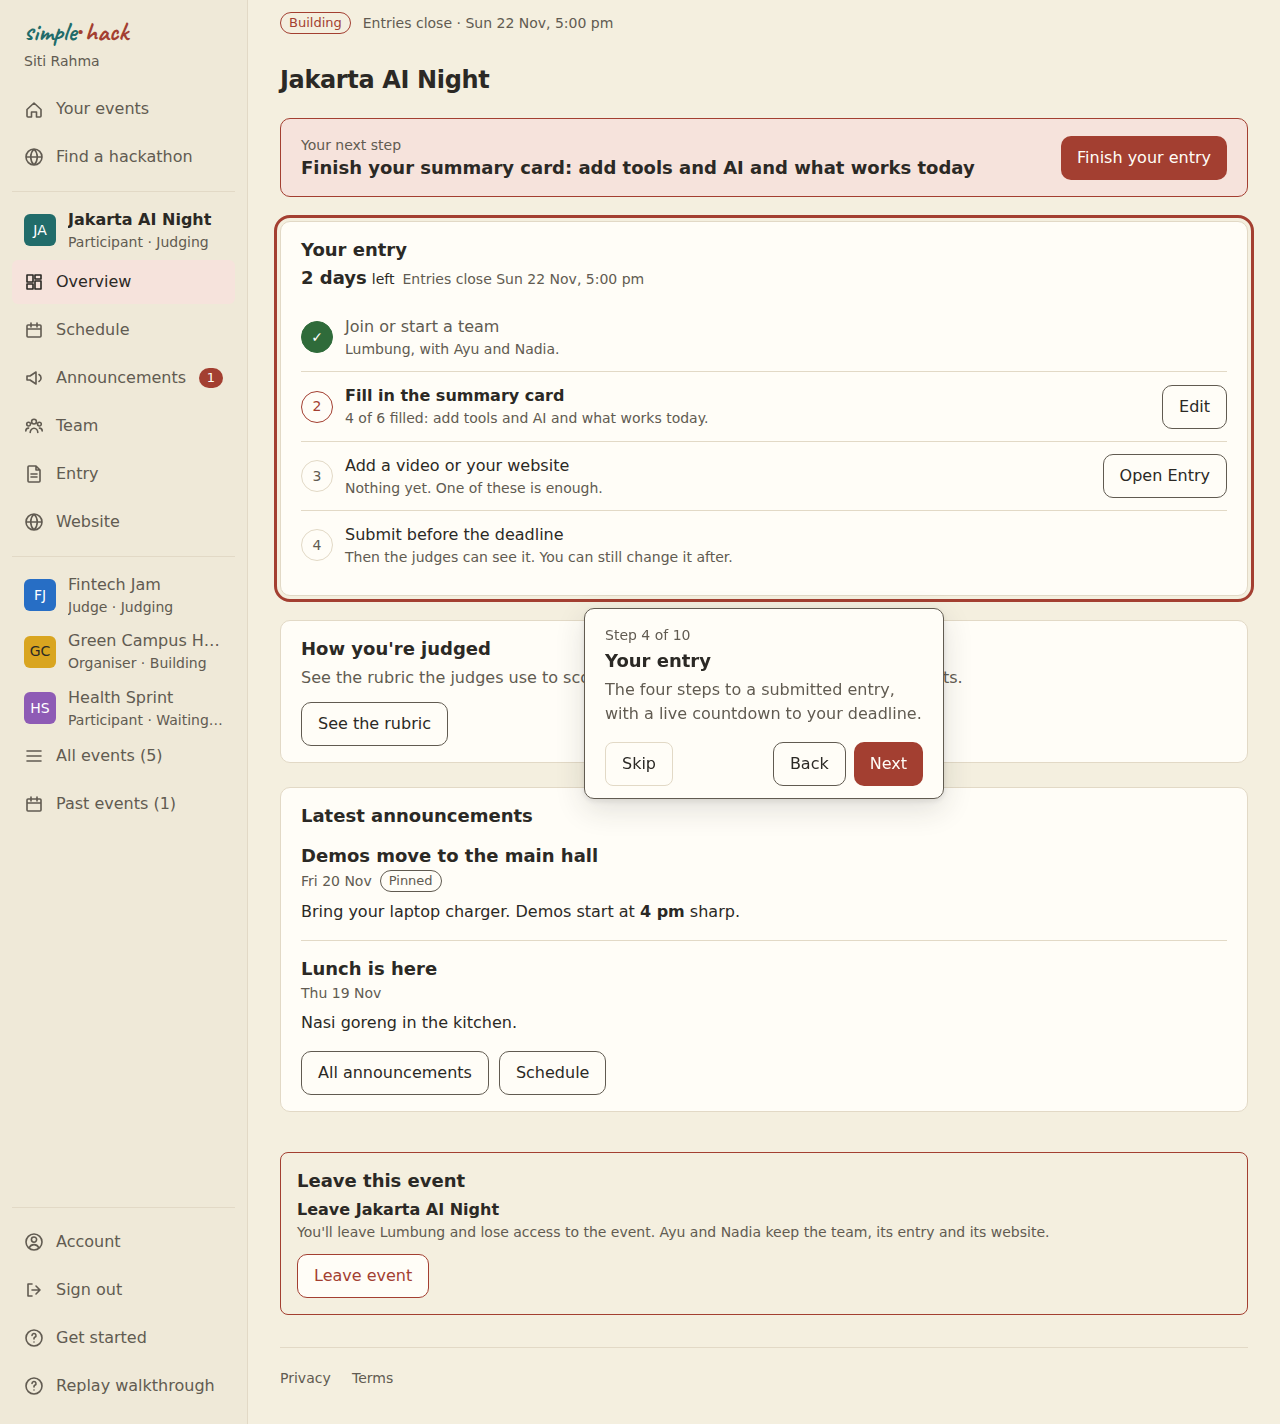 simple·hack
Siti Rahma
Your events
Find a hackathon
JA
Jakarta AI Night
Participant · Judging
Overview
Schedule
Announcements 1
Team
Entry
Website
FJ
Fintech Jam
Judge · Judging
GC
Green Campus H…
Organiser · Building
HS
Health Sprint
Participant · Waiting…
All events (5)
Past events (1)
Account
Sign out
Get started
Replay walkthrough
Building Entries close · Sun 22 Nov, 5:00 pm
Jakarta AI Night
Your next step
Finish your summary card: add tools and AI and what works today
Finish your entry
Your entry
2 days left Entries close Sun 22 Nov, 5:00 pm
✓
Join or start a team
Lumbung, with Ayu and Nadia.
2
Fill in the summary card
4 of 6 filled: add tools and AI and what works today.
Edit
3
Add a video or your website
Nothing yet. One of these is enough.
Open Entry
4
Submit before the deadline
Then the judges can see it. You can still change it after.
How you're judged
See the rubric the judges use to
See the rubric
Step 4 of 10
Your entry
The four steps to a submitted entry,
with a live countdown to your deadline.
Skip
Back
Next
Latest announcements
Demos move to the main hall
Fri 20 Nov Pinned
Bring your laptop charger. Demos start at 4 pm sharp.
Lunch is here
Thu 19 Nov
Nasi goreng in the kitchen.
All announcements
Schedule
Leave this event
Leave Jakarta AI Night
You'll leave Lumbung and lose access to the event. Ayu and Nadia keep the team, its entry and its website.
Leave event
Privacy
Terms